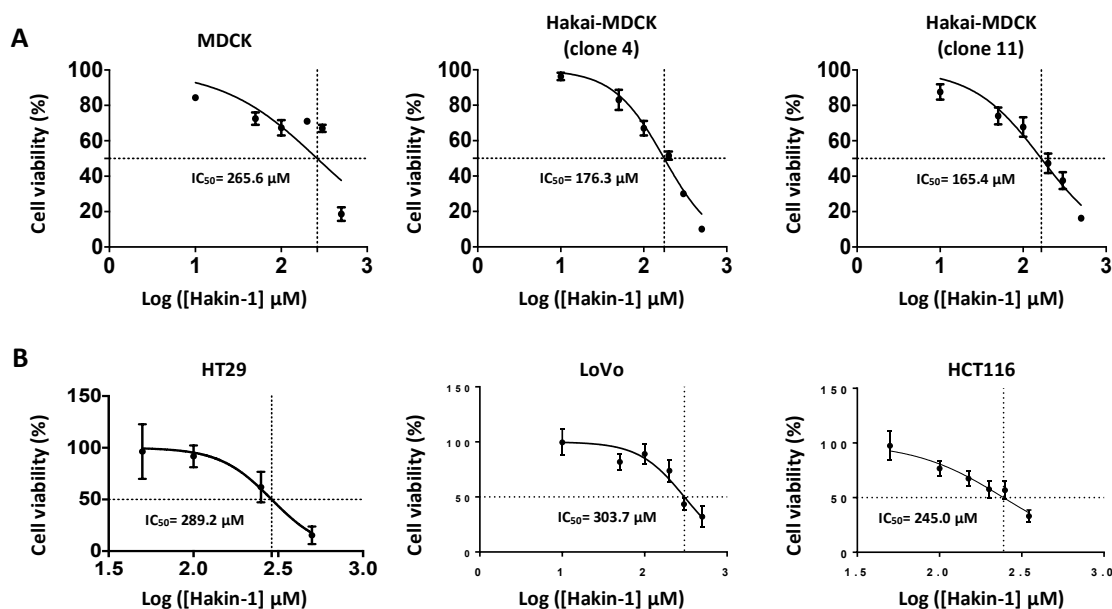 A
MDCK
Hakai-MDCK
(clone 4)
Hakai-MDCK
(clone 11)
Cell viability (%)
100
80
60
40
20
0
IC50= 265.6 µM
0 1 2 3
Log ([Hakin-1] µM)
Cell viability (%)
100
80
60
40
20
0
IC50= 176.3 µM
0 1 2 3
Log ([Hakin-1] µM)
Cell viability (%)
100
80
60
40
20
0
IC50= 165.4 µM
0 1 2 3
Log ([Hakin-1] µM)
B
HT29
Cell viability (%)
150
100
50
0
IC50= 289.2 µM
1.5 2.0 2.5 3.0
Log ([Hakin-1] µM)
LoVo
Cell viability (%)
150
100
50
0
IC50= 303.7 µM
0 1 2 3
Log ([Hakin-1] µM)
HCT116
Cell viability (%)
150
100
50
0
IC50= 245.0 µM
1.5 2.0 2.5 3.0
Log ([Hakin-1] µM)